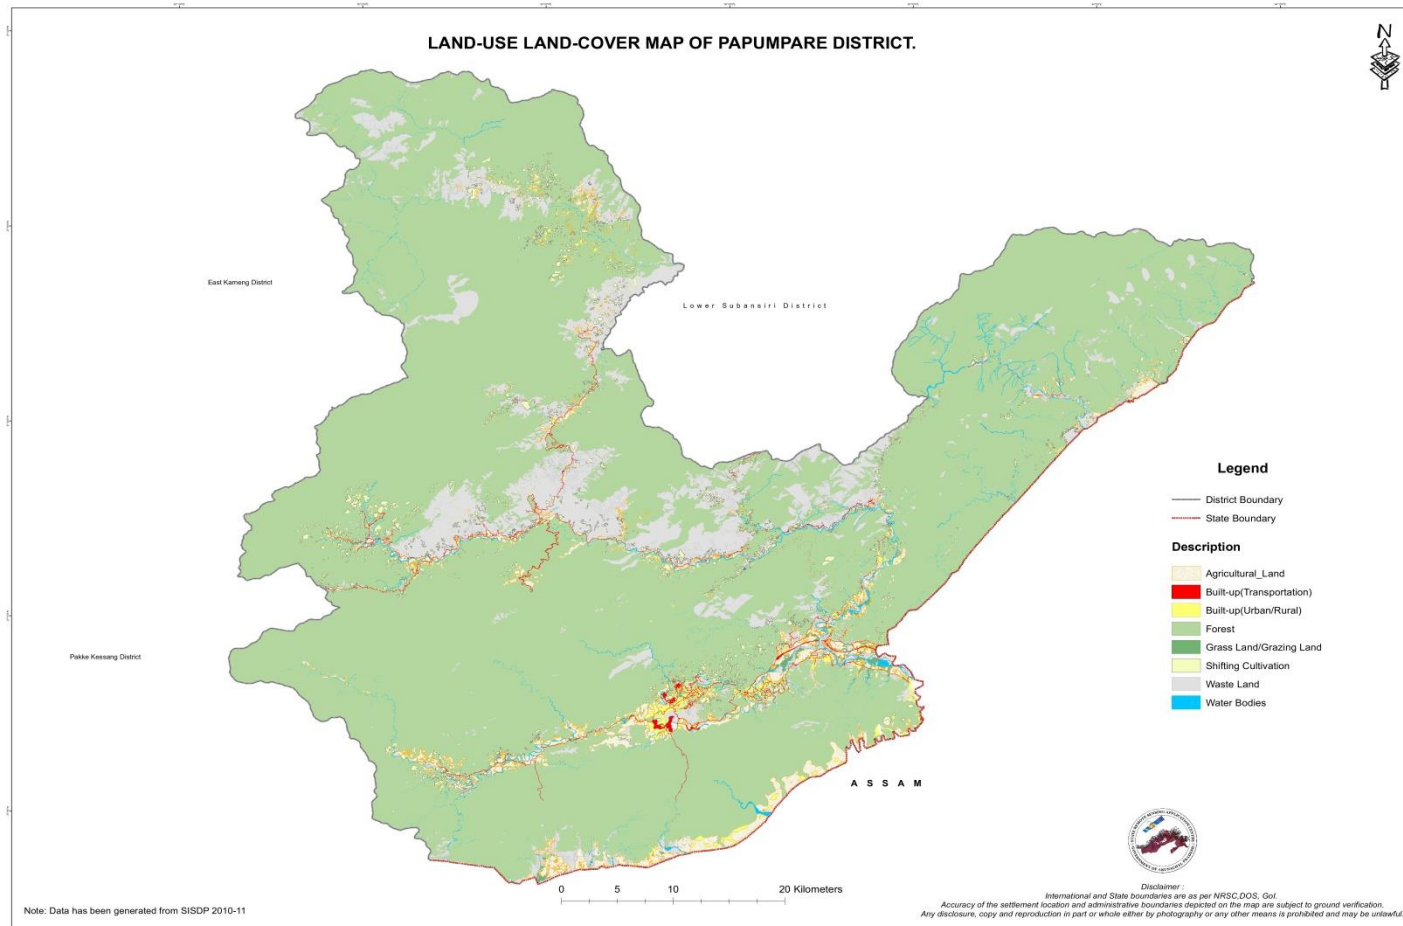 LAND-USE LAND-COVER MAP OF PAPUMPARE DISTRICT.
N
East Kameng District
Lower Subansiri District
Legend
District Boundary
State Boundary
Description
Agricultural_Land
Built-up(Transportation)
Built-up(Urban/Rural)
Forest
Grass Land/Grazing Land
Shifting Cultivation
Waste Land
Water Bodies
Pakke Kessang District
ASSAM
0 5 10 20 Kilometers
Note: Data has been generated from SISDP 2010-11
Disclaimer :
International and State boundaries are as per NRSC,DOS, GoI.
Accuracy of the settlement location and administrative boundaries depicted on the map are subject to ground verification.
Any disclosure, copy and reproduction in part or whole either by photography or any other means is prohibited and may be unlawful.